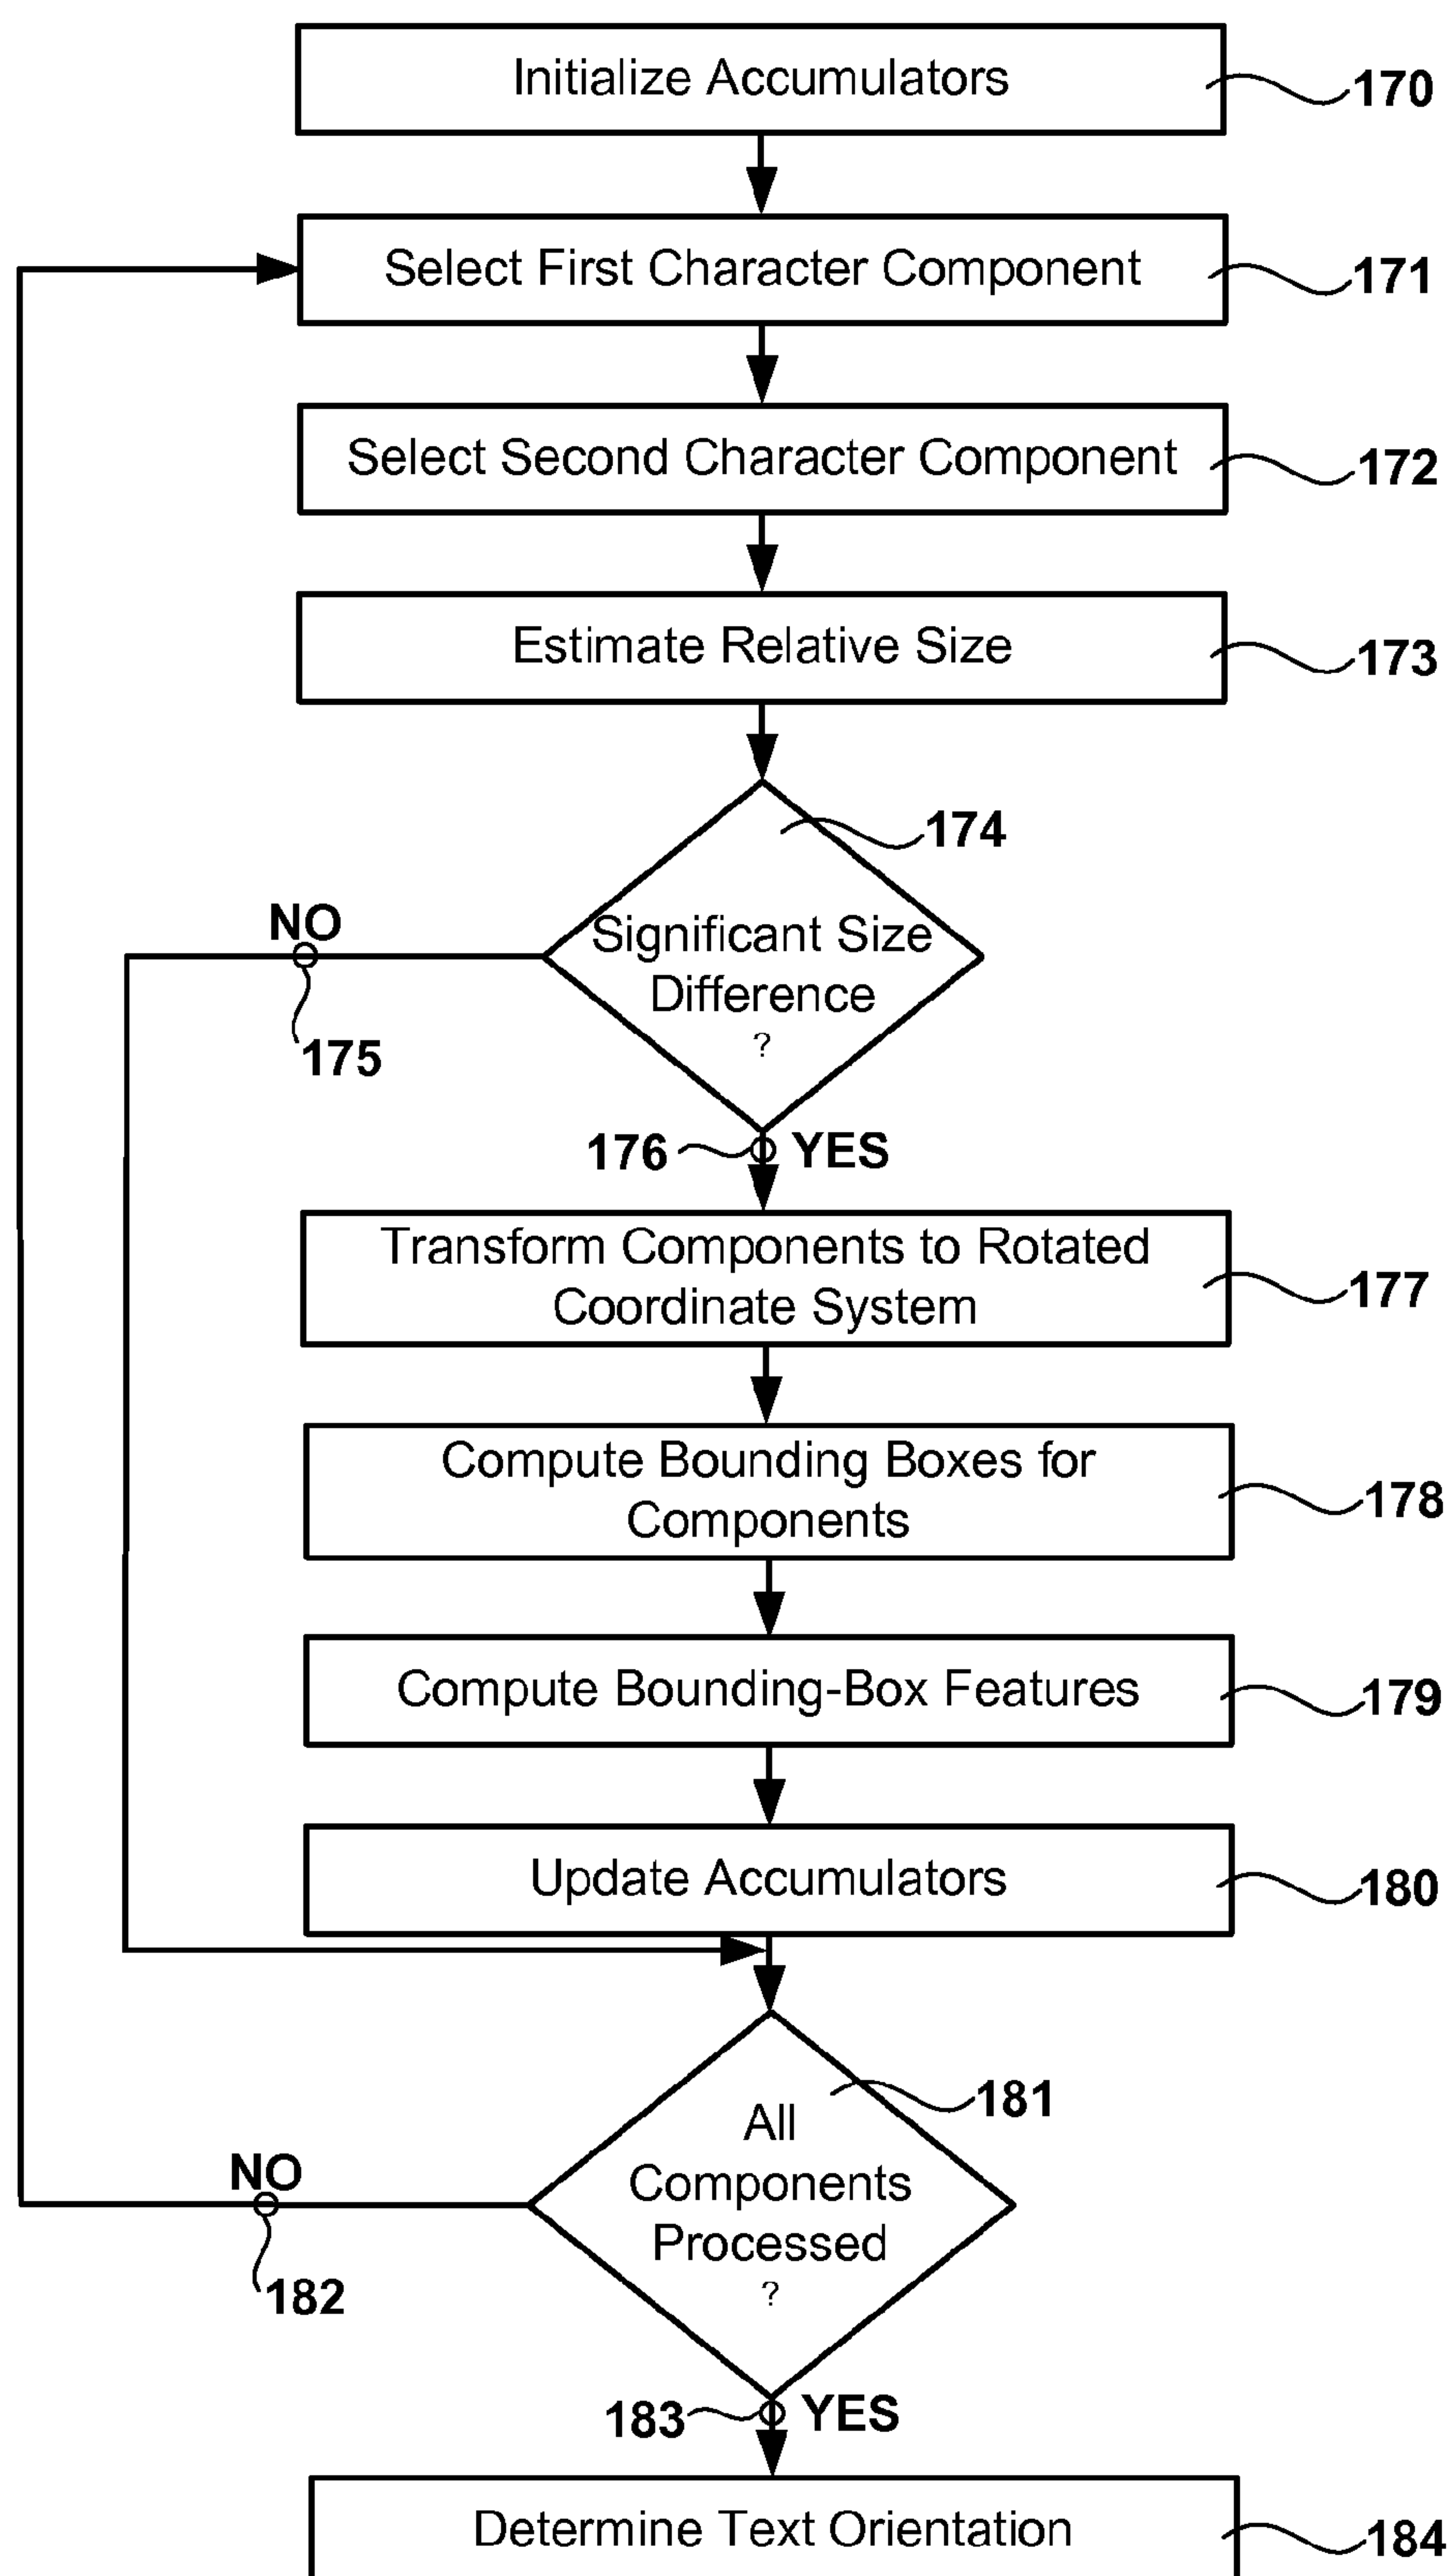 Initialize Accumulators
170
Select First Character Component
171
Select Second Character Component
172
Estimate Relative Size
173
174
Significant Size
Difference
?
NO
175
176
YES
Transform Components to Rotated
Coordinate System
177
Compute Bounding Boxes for
Components
178
Compute Bounding-Box Features
179
Update Accumulators
180
181
All
Components
Processed
?
NO
182
183
YES
Determine Text Orientation
184